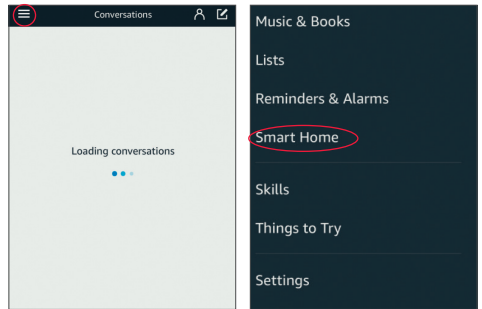 Conversations
Loading conversations
Music & Books
Lists
Reminders & Alarms
Smart Home
Skills
Things to Try
Settings